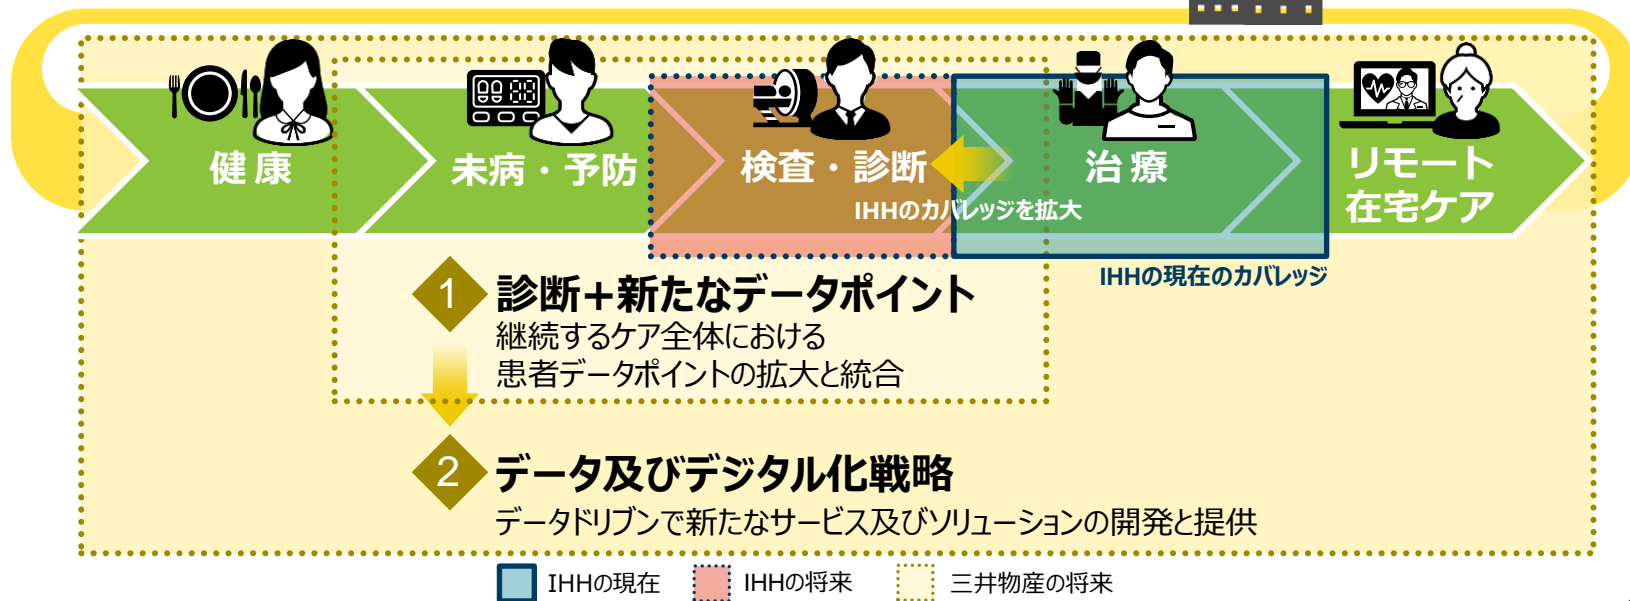 健康
未病・予防
検査・診断
治療
リモート
在宅ケア
IHHのカバレッジを拡大
IHHの現在のカバレッジ
1
診断+新たなデータポイント
継続するケア全体における
患者データポイントの拡大と統合
2
データ及びデジタル化戦略
データドリブンで新たなサービス及びソリューションの開発と提供
IHHの現在
IHHの将来
三井物産の将来